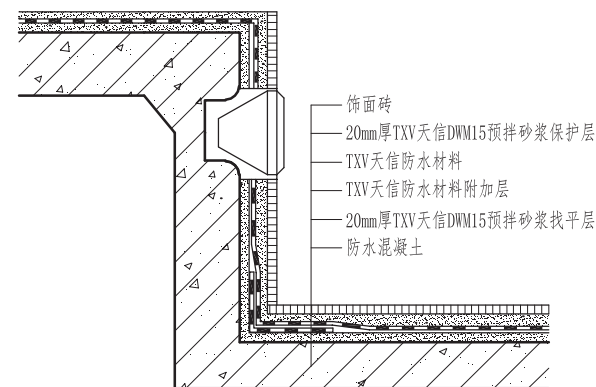 饰面砖
20mm厚TXV天信DWM15预拌砂浆保护层
TXV天信防水材料
TXV天信防水材料附加层
20mm厚TXV天信DWM15预拌砂浆找平层
防水混凝土